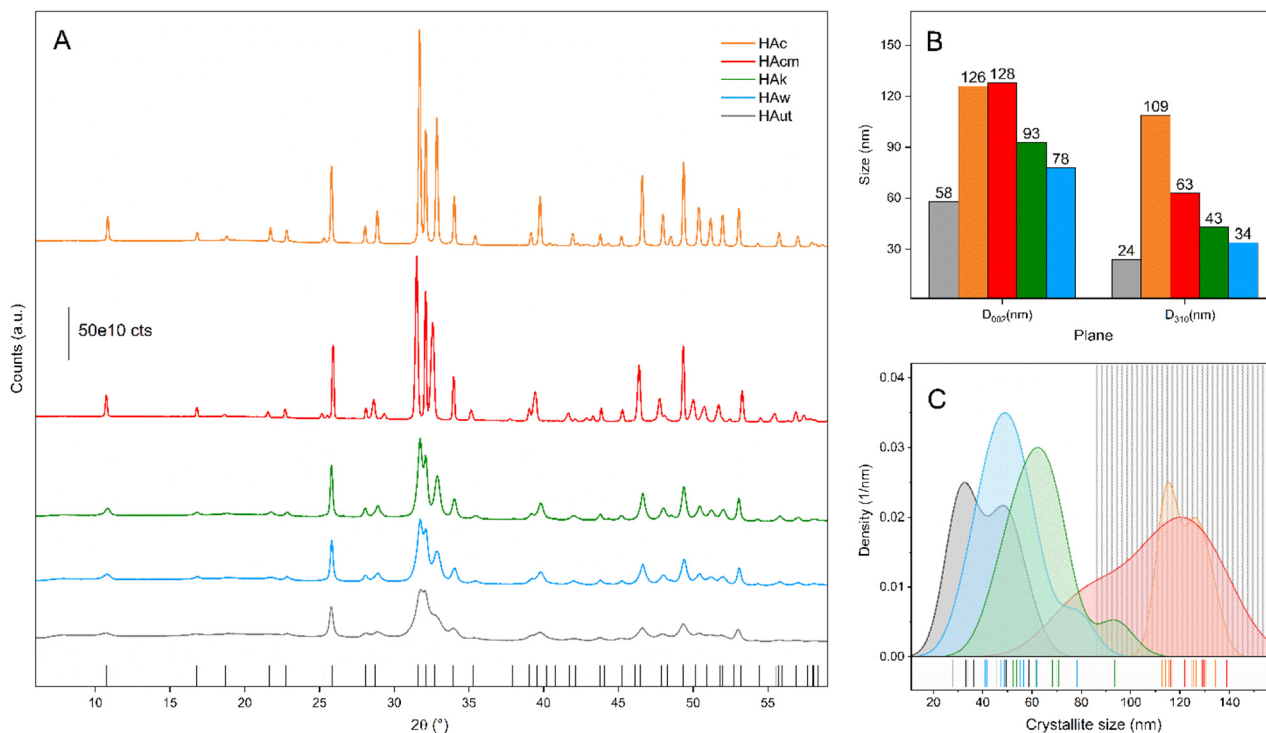 A
HAc
HAcm
HAk
HAw
HAut
50e10 cts
Counts (a.u.)
10 15 20 25 30 35 40 45 50 55
2θ (°)
B
Size (nm)
150
120
90
60
30
58 126 128 93 78
24 109 63 43 34
D002(nm) D310(nm)
Plane
C
Density (1/nm)
0.04
0.03
0.02
0.01
0.00
20 40 60 80 100 120 140
Crystallite size (nm)